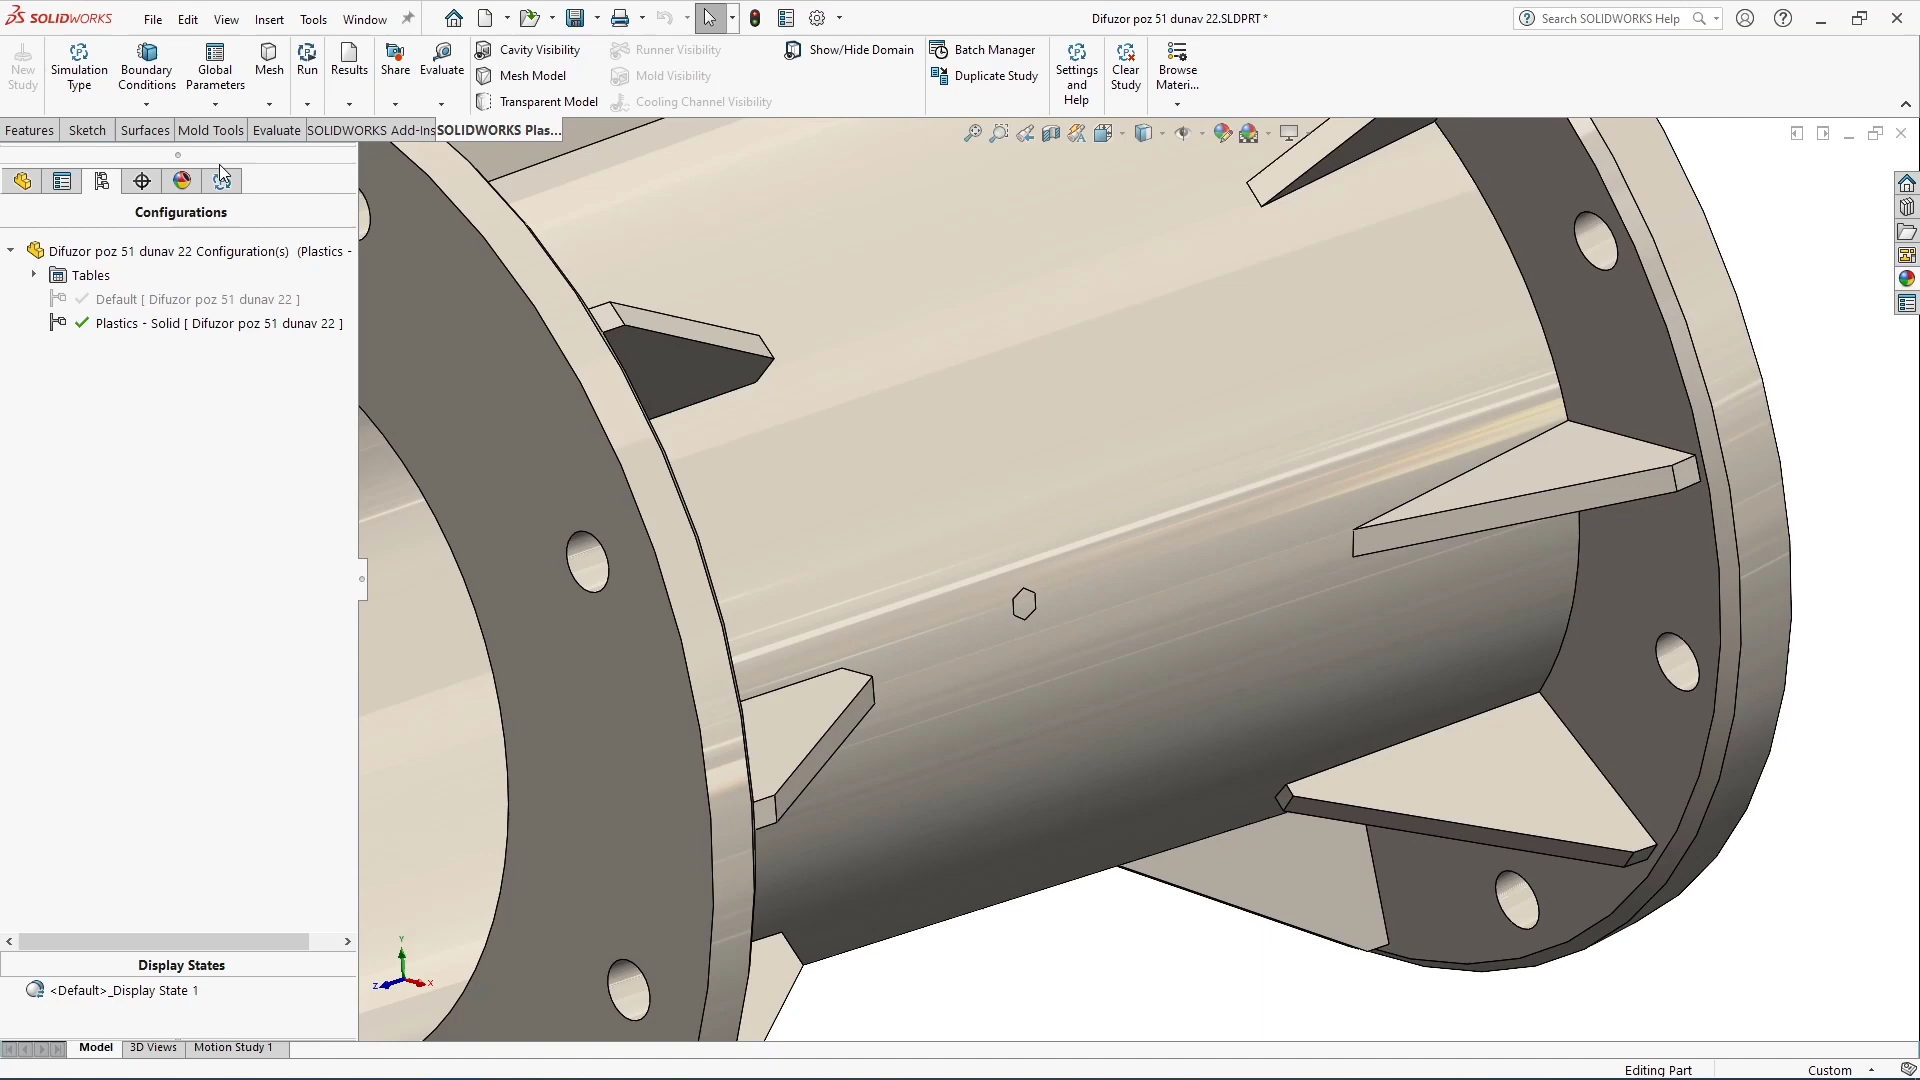 SOLIDWORKS
File
Edit
View
Insert
Tools
Window
Difuzor poz 51 dunav 22.SLDPRT *
Search SOLIDWORKS Help
New Study
Simulation Type
Boundary Conditions
Global Parameters
Mesh
Run
Results
Share
Evaluate
Cavity Visibility
Mesh Model
Transparent Model
Runner Visibility
Mold Visibility
Cooling Channel Visibility
Show/Hide Domain
Batch Manager
Duplicate Study
Settings and Help
Clear Study
Browse Materi...
Features
Sketch
Surfaces
Mold Tools
Evaluate
SOLIDWORKS Add-Ins
SOLIDWORKS Plas...
Configurations
Difuzor poz 51 dunav 22 Configuration(s) (Plastics -
Tables
Default [ Difuzor poz 51 dunav 22 ]
Plastics - Solid [ Difuzor poz 51 dunav 22 ]
Display States
<Default>_Display State 1
Y
Z
X
Model
3D Views
Motion Study 1
Editing Part
Custom